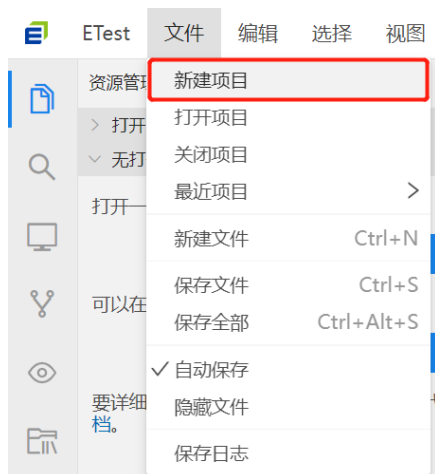 ETest 文件 编辑 选择 视图
资源管
新建项目
打开
打开项目
无打
关闭项目
最近项目
打开一
新建文件 Ctrl+N
保存文件 Ctrl+S
可以在
保存全部 Ctrl+Alt+S
自动保存
要详细
隐藏文件
档。
保存日志